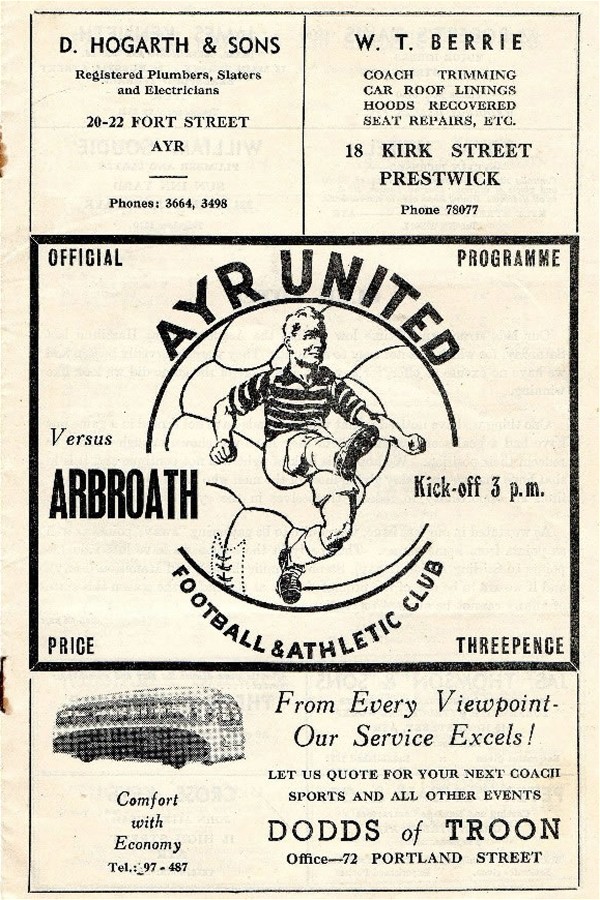 D. HOGARTH & SONS
Registered Plumbers, Slaters
and Electricians
20-22 FORT STREET
AYR
Phones: 3664, 3498
W. T. BERRIE
COACH TRIMMING
CAR ROOF LININGS
HOODS RECOVERED
SEAT REPAIRS, ETC.
18 KIRK STREET
PRESTWICK
Phone 78077
OFFICIAL
PROGRAMME
AYR UNITED
Versus
ARBROATH
Kick-off 3 p.m.
FOOTBALL & ATHLETIC CLUB
PRICE
THREEPENCE
Comfort
with
Economy
Tel.: 97-487
From Every Viewpoint-
Our Service Excels!
LET US QUOTE FOR YOUR NEXT COACH
SPORTS AND ALL OTHER EVENTS
DODDS of TROON
Office—72 PORTLAND STREET